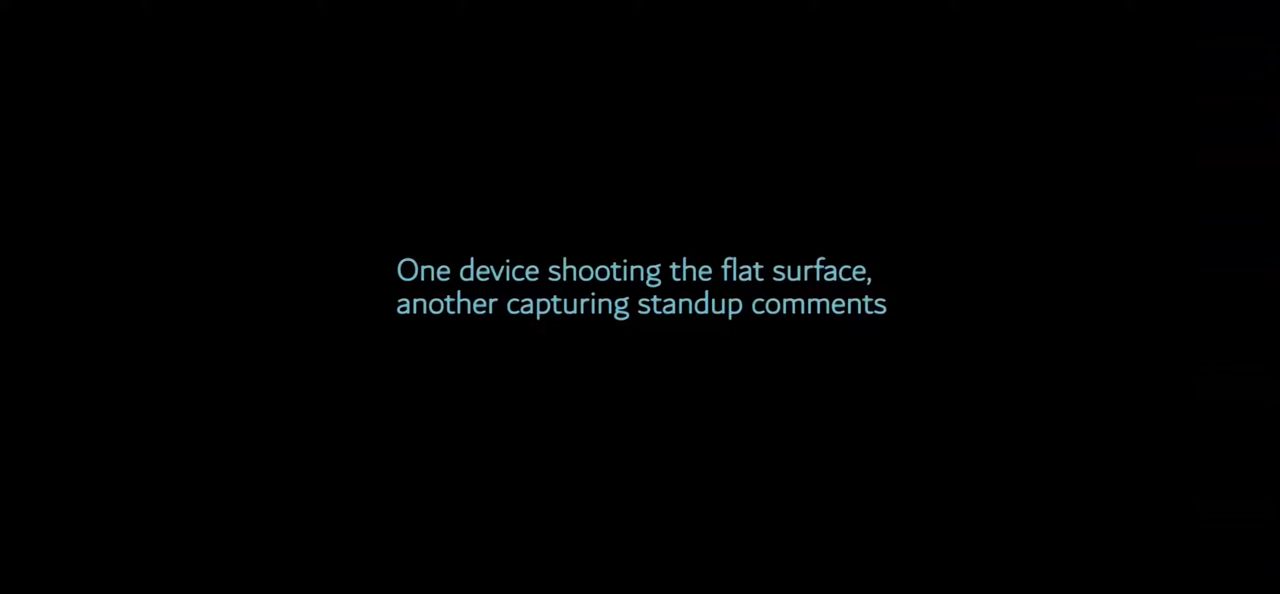 One device shooting the flat surface,
another capturing standup comments